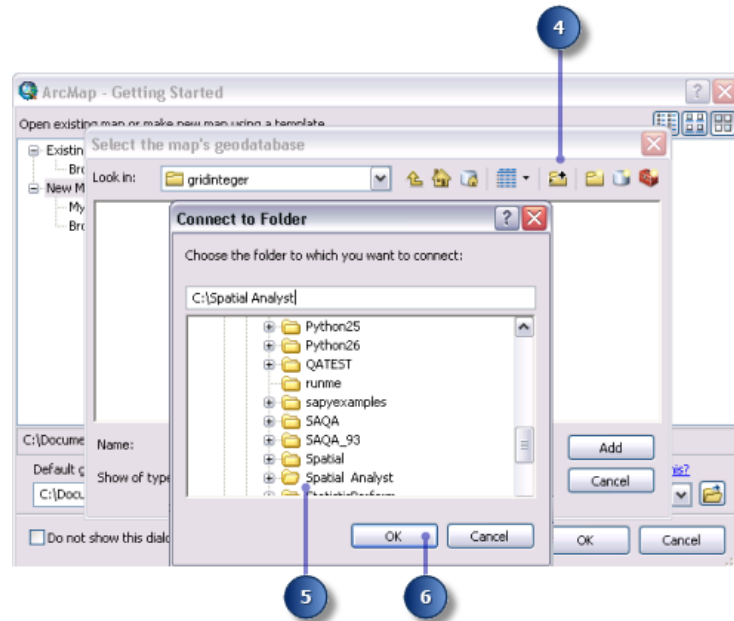 4
ArcMap - Getting Started
Open existing map or make new map using a template
Existin
Bro
New M
My
Bro
Select the map's geodatabase
Look in: gridinteger
Connect to Folder
Choose the folder to which you want to connect:
C:\Spatial Analyst
Python25
Python26
QATEST
runme
sapyexamples
SAQA
SAQA_93
Spatial
Spatial Analyst
C:\Docume
Name:
Add
Default g
Show of type
Cancel
his?
C:\Docu
OK
Cancel
Do not show this dialo
OK
Cancel
5
6